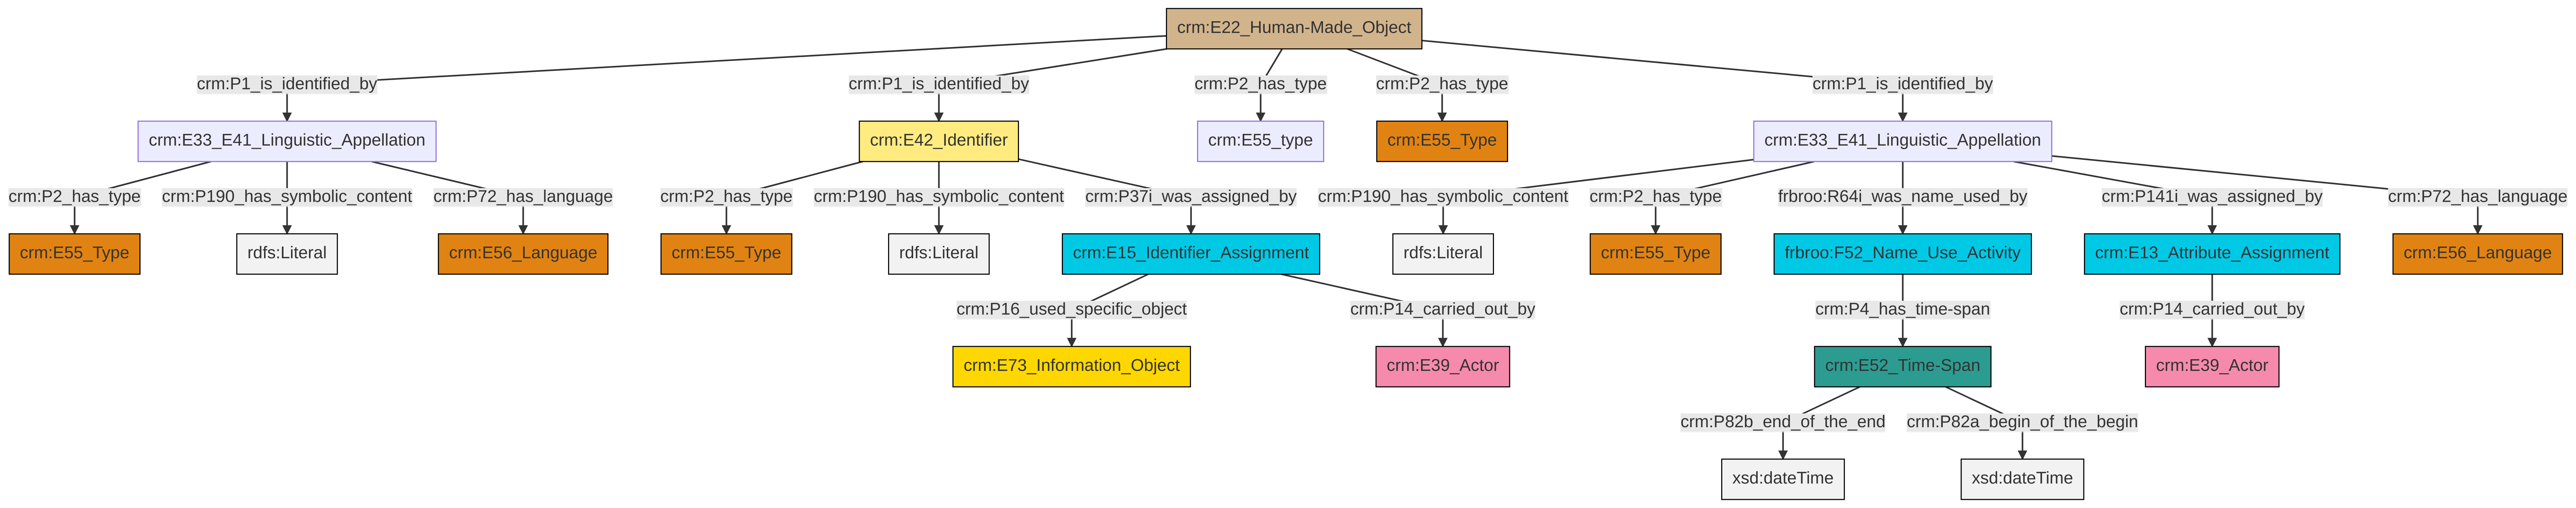 crm:E22_Human-Made_Object
crm:P1_is_identified_by
crm:P1_is_identified_by
crm:P2_has_type
crm:P2_has_type
crm:P1_is_identified_by
crm:E33_E41_Linguistic_Appellation
crm:E42_Identifier
crm:E55_type
crm:E55_Type
crm:E33_E41_Linguistic_Appellation
crm:P2_has_type
crm:P190_has_symbolic_content
crm:P72_has_language
crm:P2_has_type
crm:P190_has_symbolic_content
crm:P37i_was_assigned_by
crm:P190_has_symbolic_content
crm:P2_has_type
frbroo:R64i_was_name_used_by
crm:P141i_was_assigned_by
crm:P72_has_language
crm:E55_Type
rdfs:Literal
crm:E56_Language
crm:E55_Type
rdfs:Literal
crm:E15_Identifier_Assignment
rdfs:Literal
crm:E55_Type
frbroo:F52_Name_Use_Activity
crm:E13_Attribute_Assignment
crm:E56_Language
crm:P16_used_specific_object
crm:P14_carried_out_by
crm:P4_has_time-span
crm:P14_carried_out_by
crm:E73_Information_Object
crm:E39_Actor
crm:E52_Time-Span
crm:E39_Actor
crm:P82b_end_of_the_end
crm:P82a_begin_of_the_begin
xsd:dateTime
xsd:dateTime